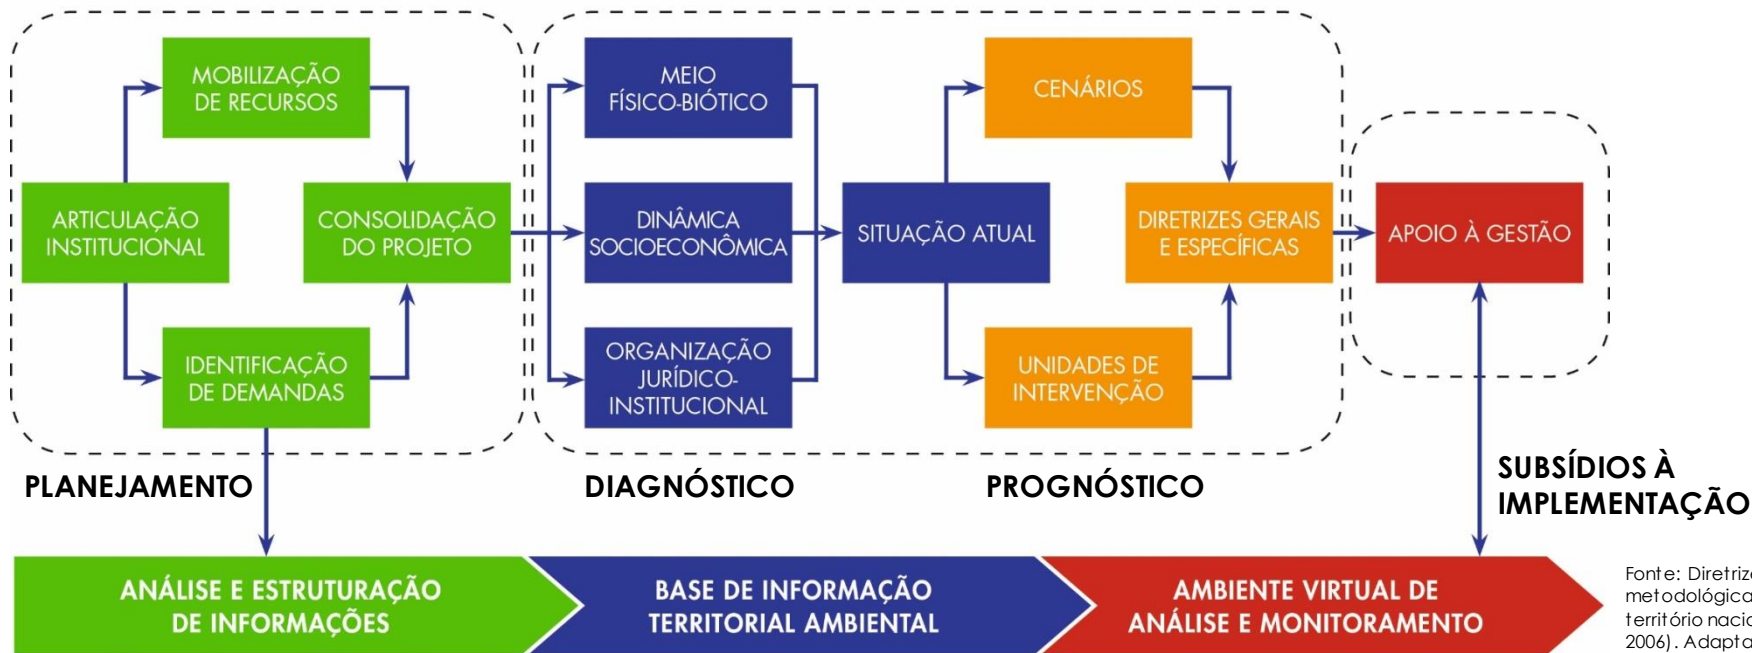 MOBILIZAÇÃO
DE RECURSOS
ARTICULAÇÃO
INSTITUCIONAL
CONSOLIDAÇÃO
DO PROJETO
IDENTIFICAÇÃO
DE DEMANDAS
PLANEJAMENTO
MEIO
FÍSICO-BIÓTICO
DINÂMICA
SOCIOECONÔMICA
ORGANIZAÇÃO
JURÍDICO-
INSTITUCIONAL
SITUAÇÃO ATUAL
DIAGNÓSTICO
CENÁRIOS
DIRETRIZES GERAIS
E ESPECÍFICAS
UNIDADES DE
INTERVENÇÃO
PROGNÓSTICO
APOIO À GESTÃO
SUBSÍDIOS À
IMPLEMENTAÇÃO
ANÁLISE E ESTRUTURAÇÃO
DE INFORMAÇÕES
BASE DE INFORMAÇÃO
TERRITORIAL AMBIENTAL
AMBIENTE VIRTUAL DE
ANÁLISE E MONITORAMENTO
Fonte:
território
2006).